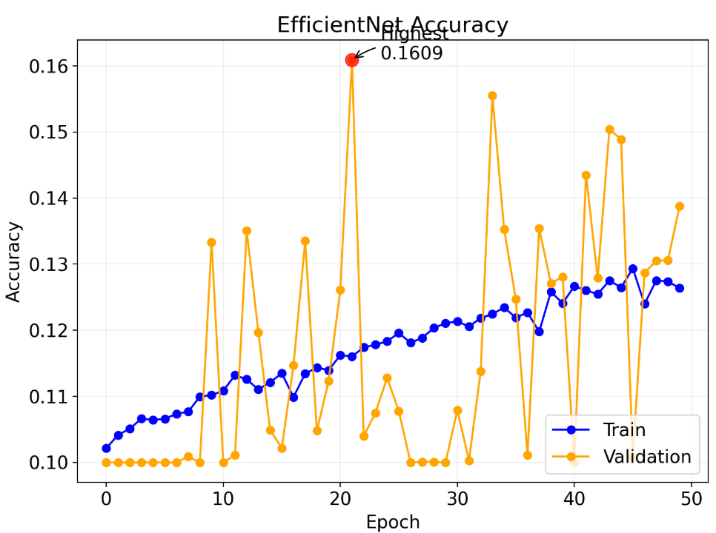 EfficientNet Accuracy
Highest
0.1609
0.16
0.15
0.14
0.13
0.12
0.11
0.10
Accuracy
Train
Validation
0
10
20
30
40
50
Epoch